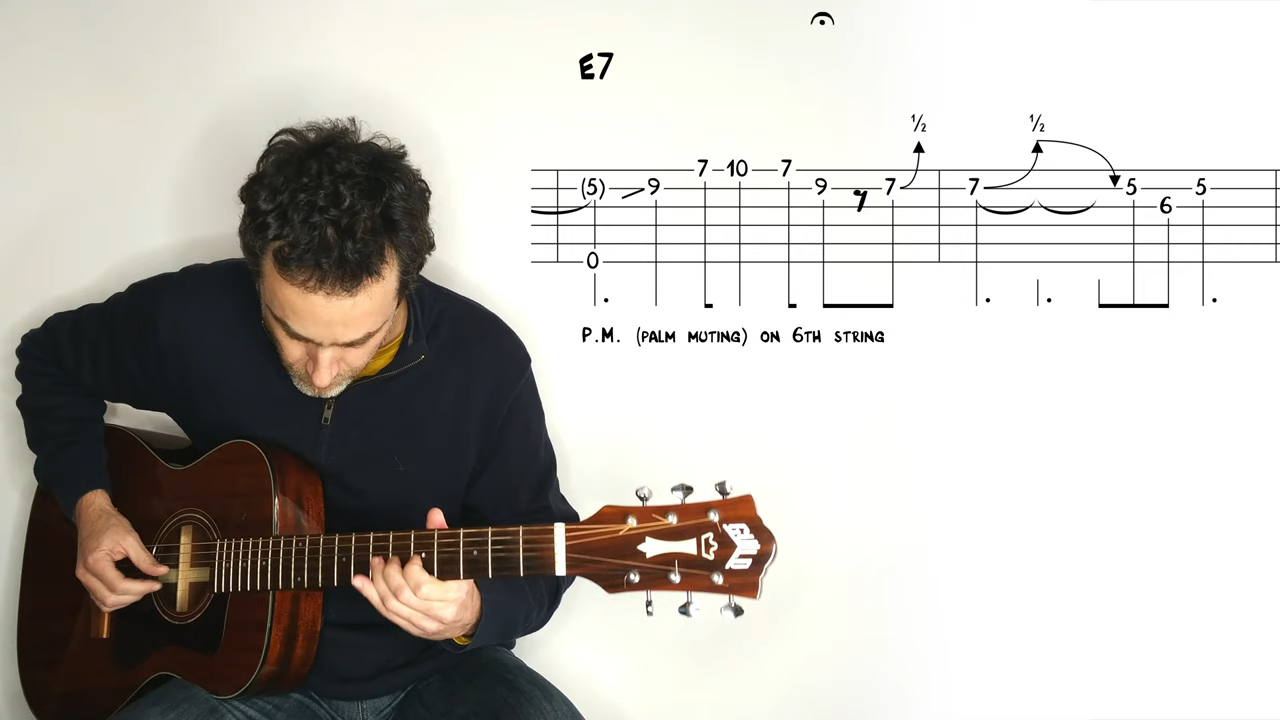 E7
½ ½
7 10 7
(5) 9 9 7 7 5 5
6
0
P.M. (PALM MUTING) ON 6TH STRING